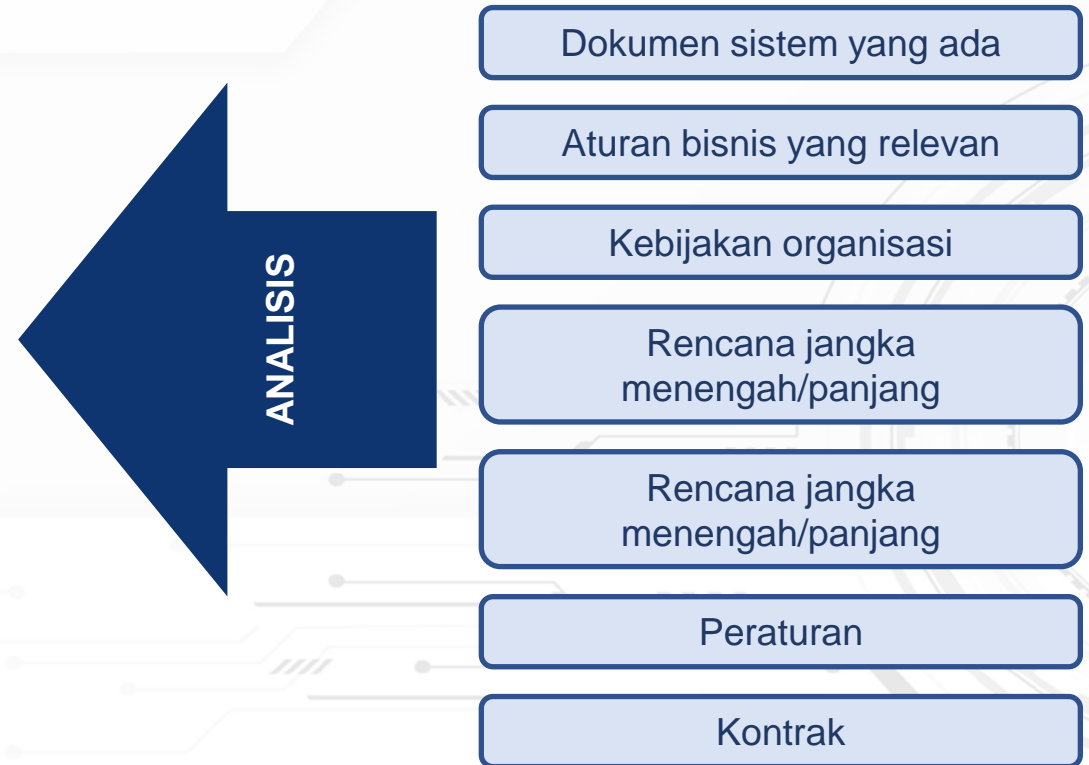 Dokumen sistem yang ada
Aturan bisnis yang relevan
Kebijakan organisasi
Rencana jangka
menengah/panjang
Rencana jangka
menengah/panjang
Peraturan
Kontrak
ANALISIS